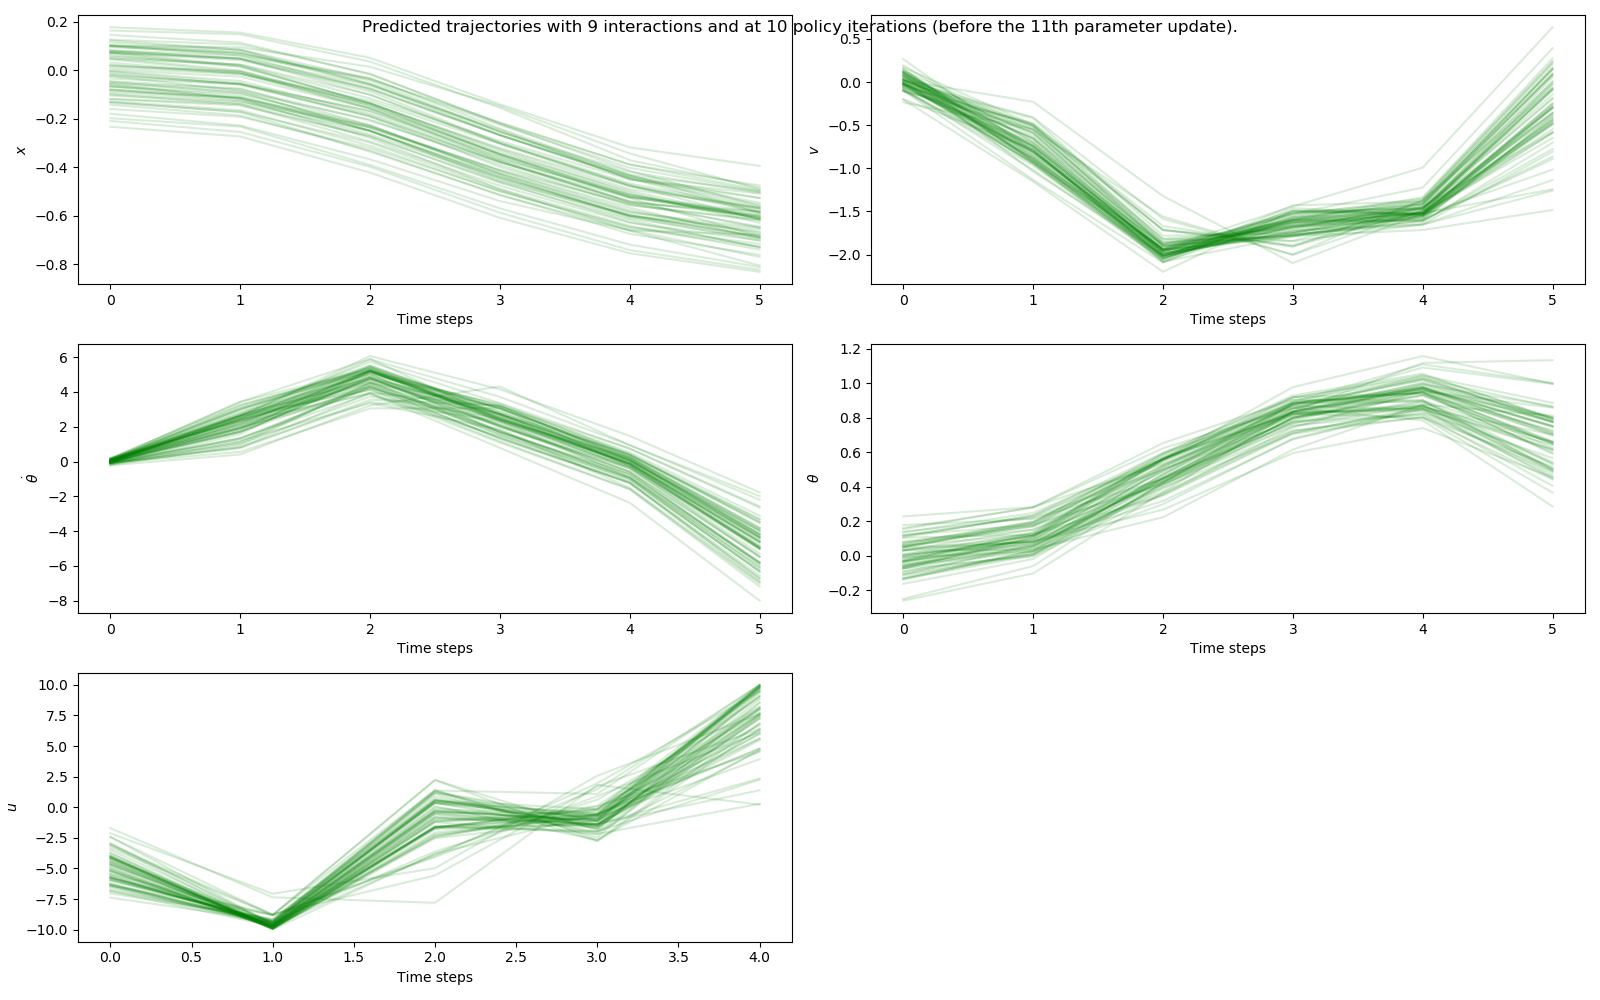 Predicted trajectories with 9 interactions and at 10 policy iterations (before the 11th parameter update).
0.2
0.0
−0.2
−0.4
−0.6
−0.8
x
0 1 2 3 4 5
Time steps
0.5
0.0
−0.5
−1.0
−1.5
−2.0
v
0 1 2 3 4 5
Time steps
6
4
2
0
−2
−4
−6
−8
θ̇
0 1 2 3 4 5
Time steps
1.2
1.0
0.8
0.6
0.4
0.2
0.0
−0.2
θ
0 1 2 3 4 5
Time steps
10.0
7.5
5.0
2.5
0.0
−2.5
−5.0
−7.5
−10.0
u
0.0 0.5 1.0 1.5 2.0 2.5 3.0 3.5 4.0
Time steps